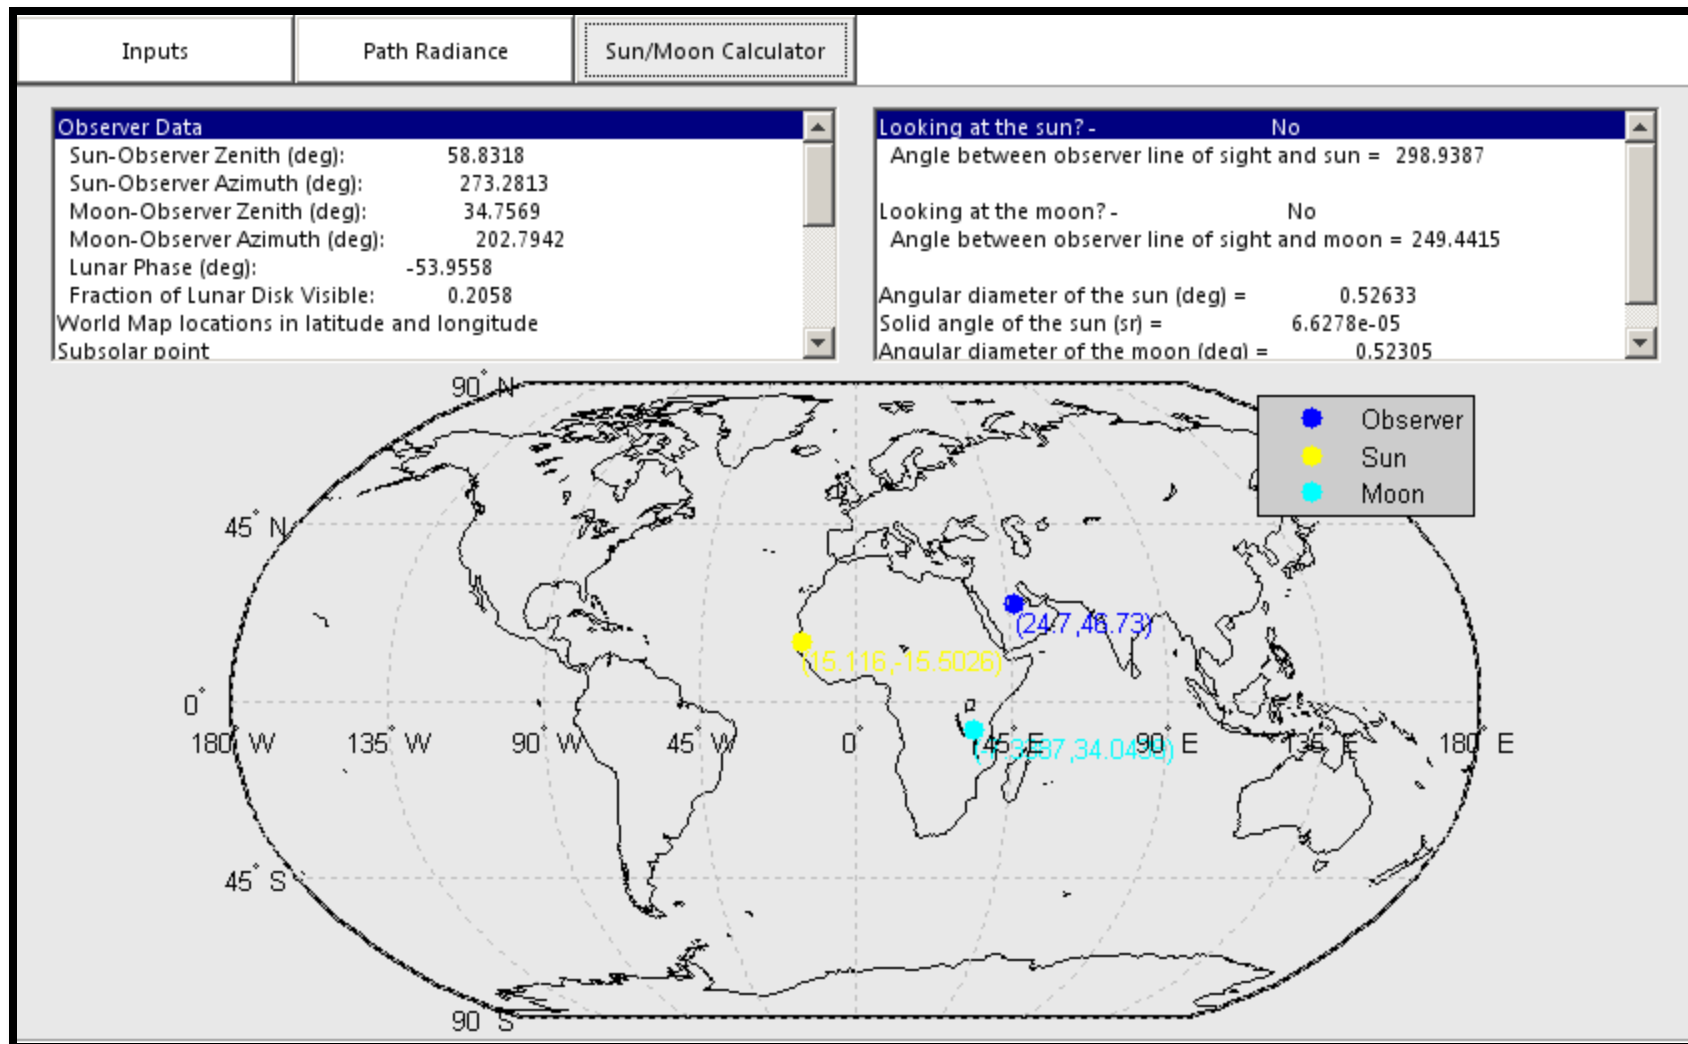 Inputs Path Radiance Sun/Moon Calculator
Observer Data
Sun-Observer Zenith (deg): 58.8318
Sun-Observer Azimuth (deg): 273.2813
Moon-Observer Zenith (deg): 34.7569
Moon-Observer Azimuth (deg): 202.7942
Lunar Phase (deg): -53.9558
Fraction of Lunar Disk Visible: 0.2058
World Map locations in latitude and longitude
Subsolar point
Looking at the sun? - No
Angle between observer line of sight and sun = 298.9387
Looking at the moon? - No
Angle between observer line of sight and moon = 249.4415
Angular diameter of the sun (deg) = 0.52633
Solid angle of the sun (sr) = 6.6278e-05
Angular diameter of the moon (deg) = 0.52305
90° N
Observer
Sun
Moon
45° N
(24.7,46.73)
(15.116,-15.5026)
0°
180° W 135° W 90° W 45° W 0° 45° E 90° E 135° E 180° E
45° S
90° S